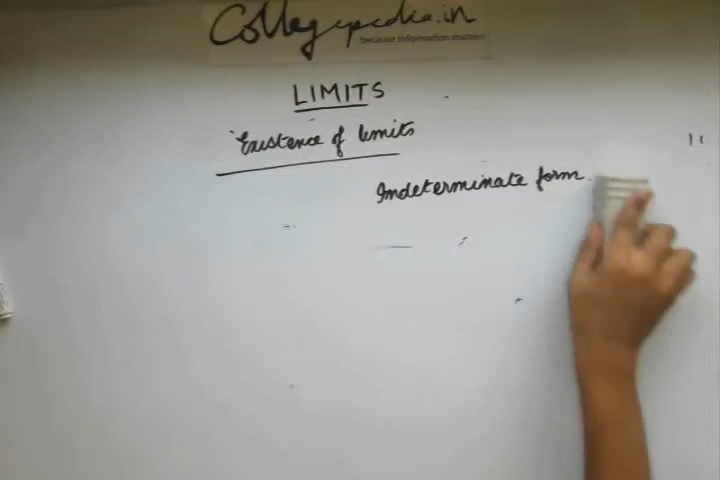 Collegepedia.in
because information matters
LIMITS
Existence of limits
Indeterminate form.